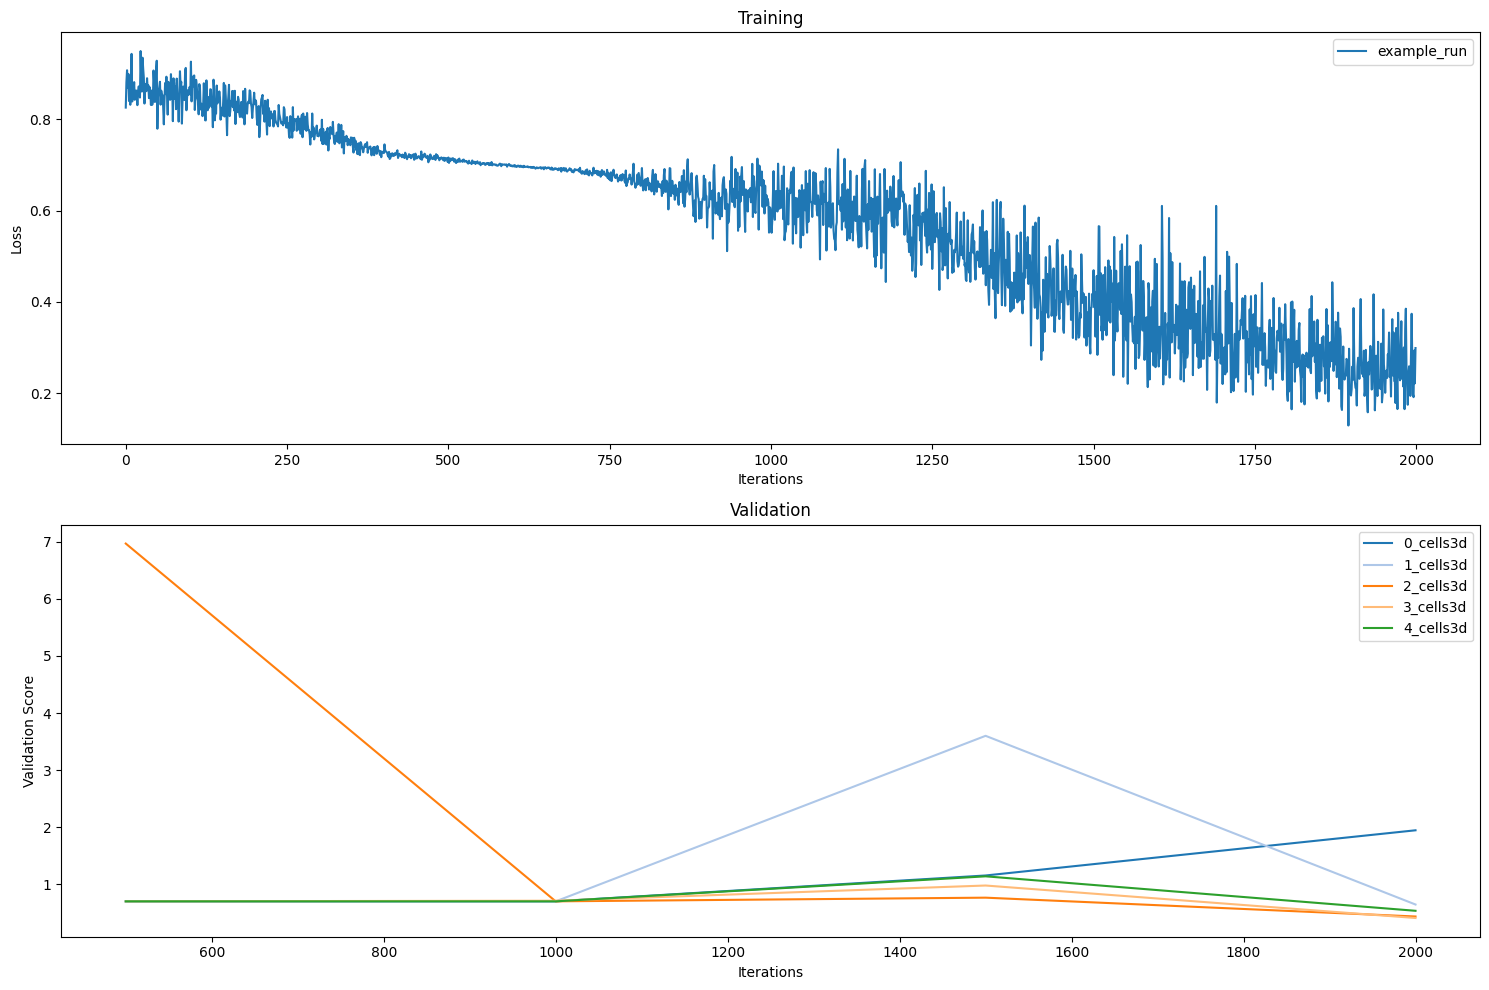 Training
example_run
Loss
0.8
0.6
0.4
0.2
0 250 500 750 1000 1250 1500 1750 2000
Iterations
Validation
0_cells3d
1_cells3d
2_cells3d
3_cells3d
4_cells3d
Validation Score
7
6
5
4
3
2
1
600 800 1000 1200 1400 1600 1800 2000
Iterations